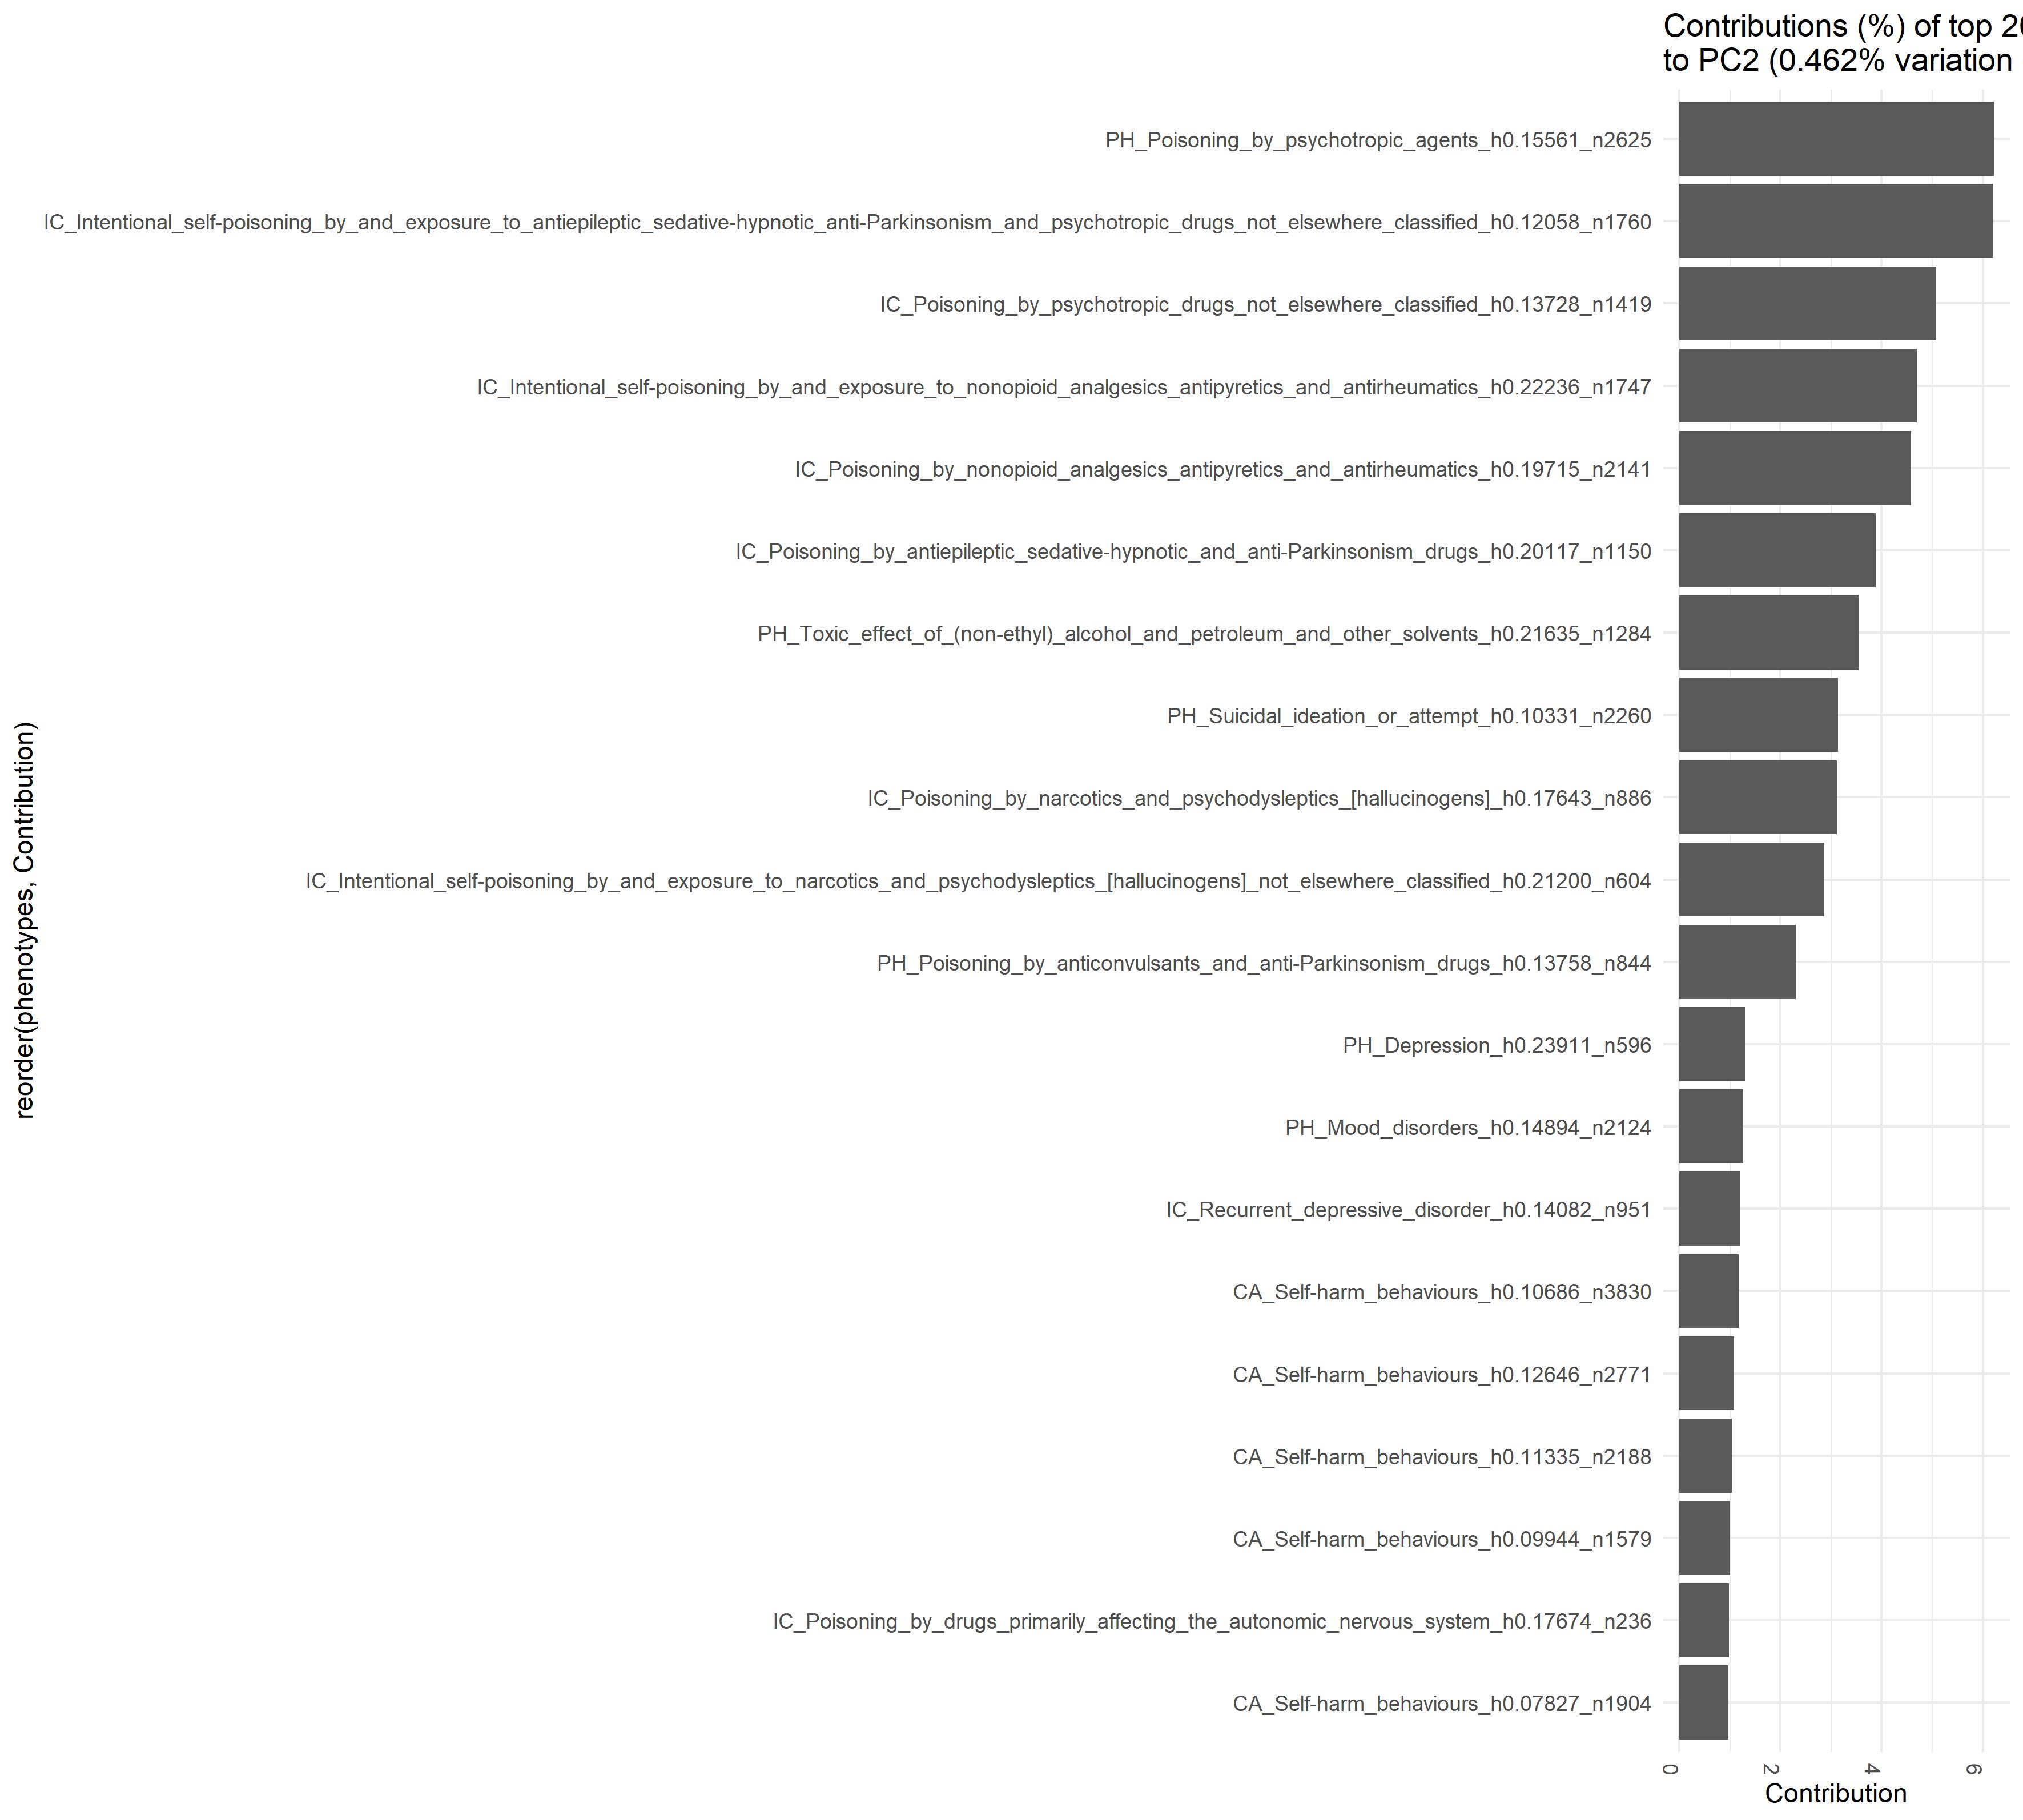 Contributions (%) of top 20
to PC2 (0.462% variation
PH_Poisoning_by_psychotropic_agents_h0.15561_n2625
IC_Intentional_self-poisoning_by_and_exposure_to_antiepileptic_sedative-hypnotic_anti-Parkinsonism_and_psychotropic_drugs_not_elsewhere_classified_h0.12058_n1760
IC_Poisoning_by_psychotropic_drugs_not_elsewhere_classified_h0.13728_n1419
IC_Intentional_self-poisoning_by_and_exposure_to_nonopioid_analgesics_antipyretics_and_antirheumatics_h0.22236_n1747
IC_Poisoning_by_nonopioid_analgesics_antipyretics_and_antirheumatics_h0.19715_n2141
IC_Poisoning_by_antiepileptic_sedative-hypnotic_and_anti-Parkinsonism_drugs_h0.20117_n1150
PH_Toxic_effect_of_(non-ethyl)_alcohol_and_petroleum_and_other_solvents_h0.21635_n1284
PH_Suicidal_ideation_or_attempt_h0.10331_n2260
IC_Poisoning_by_narcotics_and_psychodysleptics_[hallucinogens]_h0.17643_n886
IC_Intentional_self-poisoning_by_and_exposure_to_narcotics_and_psychodysleptics_[hallucinogens]_not_elsewhere_classified_h0.21200_n604
PH_Poisoning_by_anticonvulsants_and_anti-Parkinsonism_drugs_h0.13758_n844
PH_Depression_h0.23911_n596
PH_Mood_disorders_h0.14894_n2124
IC_Recurrent_depressive_disorder_h0.14082_n951
CA_Self-harm_behaviours_h0.10686_n3830
CA_Self-harm_behaviours_h0.12646_n2771
CA_Self-harm_behaviours_h0.11335_n2188
CA_Self-harm_behaviours_h0.09944_n1579
IC_Poisoning_by_drugs_primarily_affecting_the_autonomic_nervous_system_h0.17674_n236
CA_Self-harm_behaviours_h0.07827_n1904
reorder(phenotypes, Contribution)
0 2 4 6
Contribution